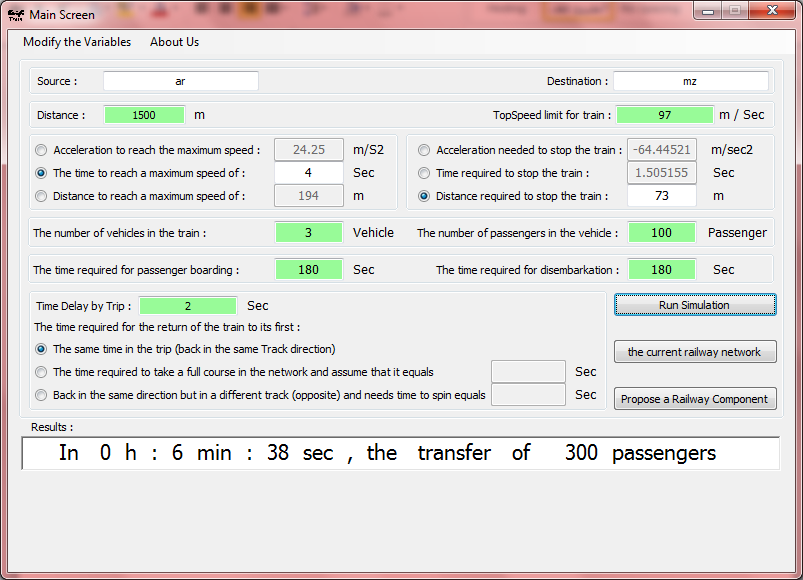 Main Screen
Modify the Variables About Us
Source : ar Destination : mz
Distance : 1500 m TopSpeed limit for train : 97 m / Sec
Acceleration to reach the maximum speed : 24.25 m/S2 Acceleration needed to stop the train : -64.44521 m/sec2
The time to reach a maximum speed of : 4 Sec Time required to stop the train : 1.505155 Sec
Distance to reach a maximum speed of : 194 m Distance required to stop the train : 73 m
The number of vehicles in the train : 3 Vehicle The number of passengers in the vehicle : 100 Passenger
The time required for passenger boarding : 180 Sec The time required for disembarkation : 180 Sec
Time Delay by Trip : 2 Sec Run Simulation
The time required for the return of the train to its first :
The same time in the trip (back in the same Track direction) the current railway network
The time required to take a full course in the network and assume that it equals Sec
Back in the same direction but in a different track (opposite) and needs time to spin equals Sec Propose a Railway Component
Results :
In 0 h : 6 min : 38 sec , the transfer of 300 passengers